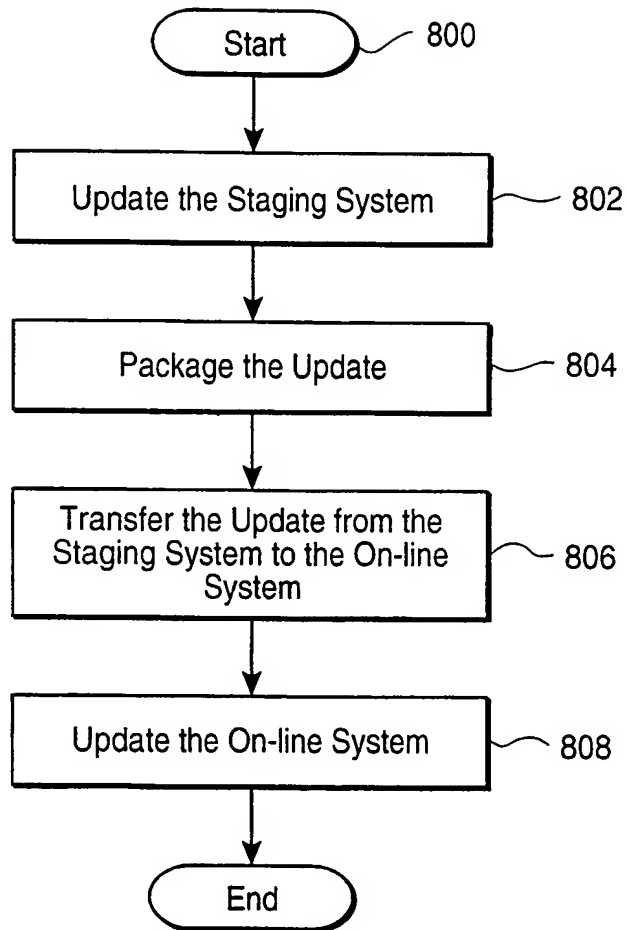 Start
800
Update the Staging System
802
Package the Update
804
Transfer the Update from the
Staging System to the On-line
System
806
Update the On-line System
808
End